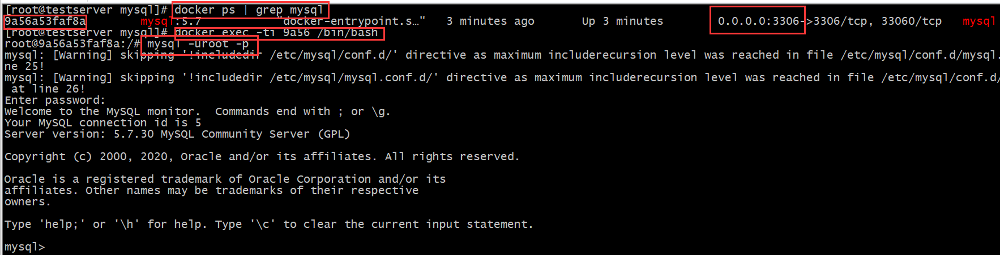 [root@testserver mysql]# docker ps | grep mysql
9a56a53faf8a        mysql:5.7           "docker-entrypoint.s…"   3 minutes ago       Up 3 minutes        0.0.0.0:3306->3306/tcp, 33060/tcp   mysql
[root@testserver mysql]# docker exec -ti 9a56 /bin/bash
root@9a56a53faf8a:/# mysql -uroot -p
mysql: [Warning] skipping '!includedir /etc/mysql/conf.d/' directive as maximum includerecursion level was reached in file /etc/mysql/conf.d/mysql.
ne 25!
mysql: [Warning] skipping '!includedir /etc/mysql/mysql.conf.d/' directive as maximum includerecursion level was reached in file /etc/mysql/conf.d/
 at line 26!
Enter password:
Welcome to the MySQL monitor.  Commands end with ; or \g.
Your MySQL connection id is 5
Server version: 5.7.30 MySQL Community Server (GPL)
Copyright (c) 2000, 2020, Oracle and/or its affiliates. All rights reserved.
Oracle is a registered trademark of Oracle Corporation and/or its
affiliates. Other names may be trademarks of their respective
owners.
Type 'help;' or '\h' for help. Type '\c' to clear the current input statement.
mysql>